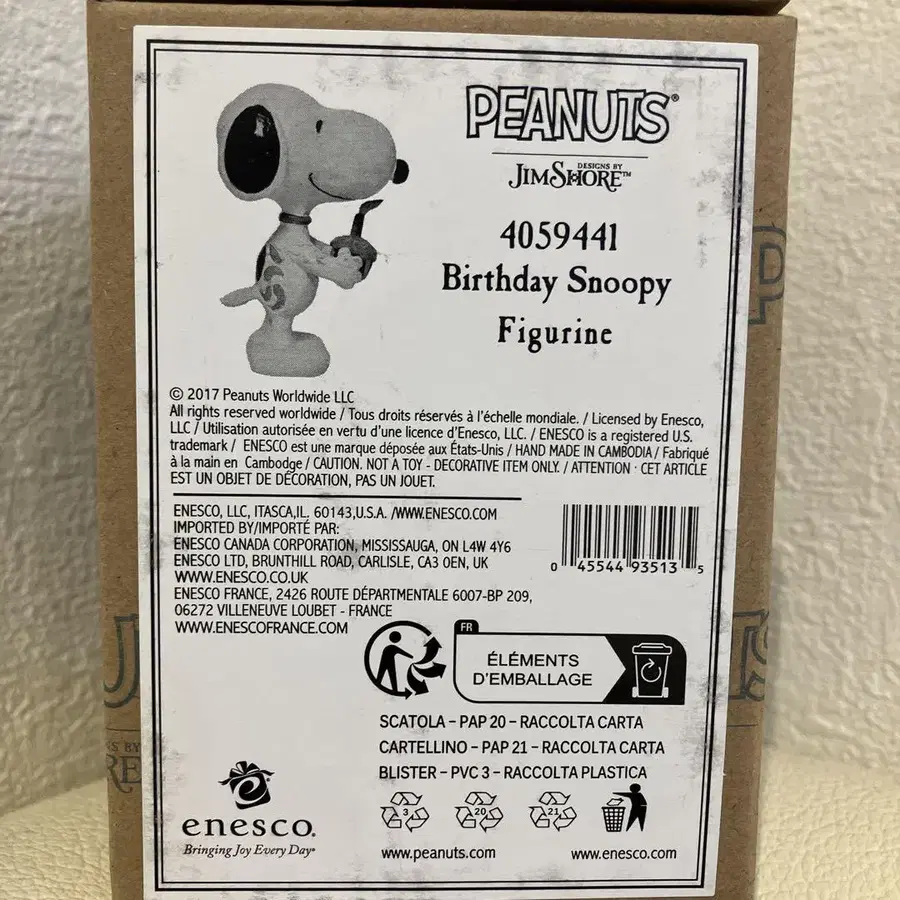 PEANUTS®
DESIGNS BY
JIM SHORE™
4059441
Birthday Snoopy
Figurine
© 2017 Peanuts Worldwide LLC
All rights reserved worldwide / Tous droits réservés à l'échelle mondiale. / Licensed by Enesco,
LLC / Utilisation autorisée en vertu d'une licence d'Enesco, LLC. / ENESCO is a registered U.S.
trademark / ENESCO est une marque déposée aux États-Unis / HAND MADE IN CAMBODIA / Fabriqué
à la main en Cambodge / CAUTION. NOT A TOY - DECORATIVE ITEM ONLY. / ATTENTION · CET ARTICLE
EST UN OBJET DE DÉCORATION, PAS UN JOUET.
ENESCO, LLC, ITASCA,IL. 60143,U.S.A. /WWW.ENESCO.COM
IMPORTED BY/IMPORTÉ PAR:
ENESCO CANADA CORPORATION, MISSISSAUGA, ON L4W 4Y6
ENESCO LTD, BRUNTHILL ROAD, CARLISLE, CA3 0EN, UK
WWW.ENESCO.CO.UK
ENESCO FRANCE, 2426 ROUTE DÉPARTMENTALE 6007-BP 209,
06272 VILLENEUVE LOUBET - FRANCE
WWW.ENESCOFRANCE.COM
0 45544 93513 5
FR
ÉLÉMENTS
D'EMBALLAGE
SCATOLA – PAP 20 – RACCOLTA CARTA
CARTELLINO – PAP 21 – RACCOLTA CARTA
BLISTER – PVC 3 – RACCOLTA PLASTICA
3 20 21
enesco.
Bringing Joy Every Day
www.peanuts.com
www.enesco.com